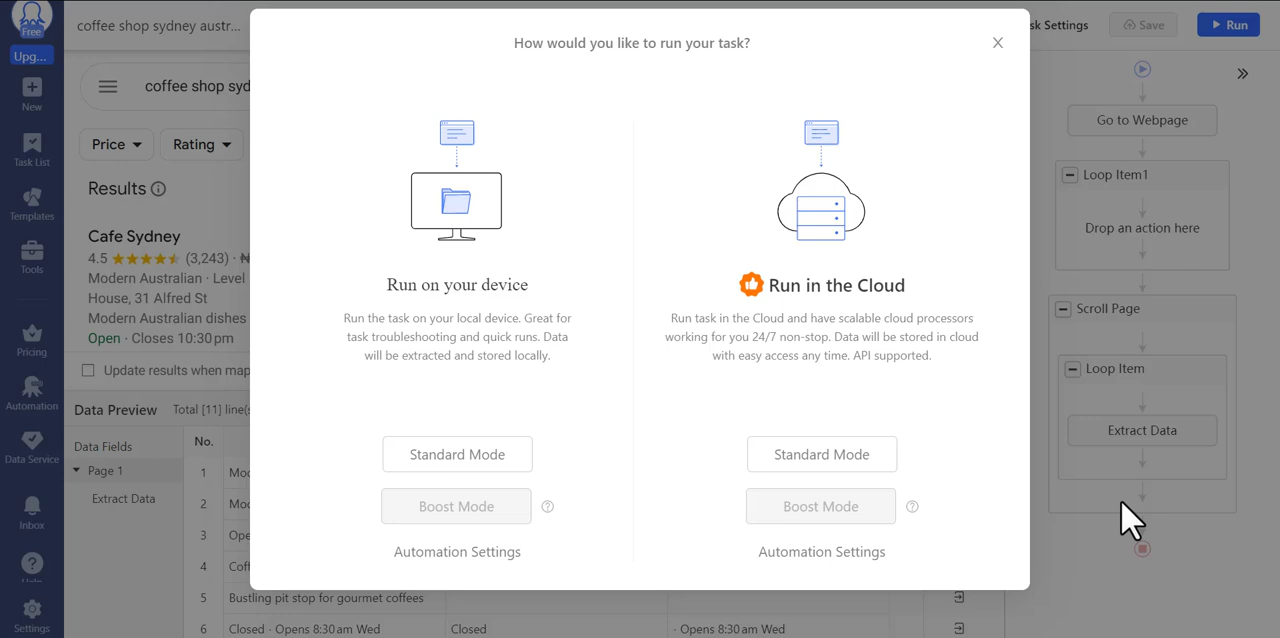 Free
Upg...
New
Task List
Templates
Tools
Pricing
Automation
Data Service
Inbox
Help
Settings
coffee shop sydney austr...
sk Settings
Save
Run
coffee shop syd
Price
Rating
Results
Cafe Sydney
4.5 (3,243) · ₦
Modern Australian · Level
House, 31 Alfred St
Modern Australian dishes
Open · Closes 10:30 pm
Update results when map
Data Preview Total [11] line(s
Data Fields
Page 1
Extract Data
No.
1 Mod
2 Mod
3 Ope
4 Coff
5 Bustling pit stop for gourmet coffees
6 Closed · Opens 8:30 am Wed Closed · Opens 8:30 am Wed
How would you like to run your task?
Run on your device
Run the task on your local device. Great for
task troubleshooting and quick runs. Data
will be extracted and stored locally.
Standard Mode
Boost Mode
Automation Settings
Run in the Cloud
Run task in the Cloud and have scalable cloud processors
working for you 24/7 non-stop. Data will be stored in cloud
with easy access any time. API supported.
Standard Mode
Boost Mode
Automation Settings
Go to Webpage
Loop Item1
Drop an action here
Scroll Page
Loop Item
Extract Data